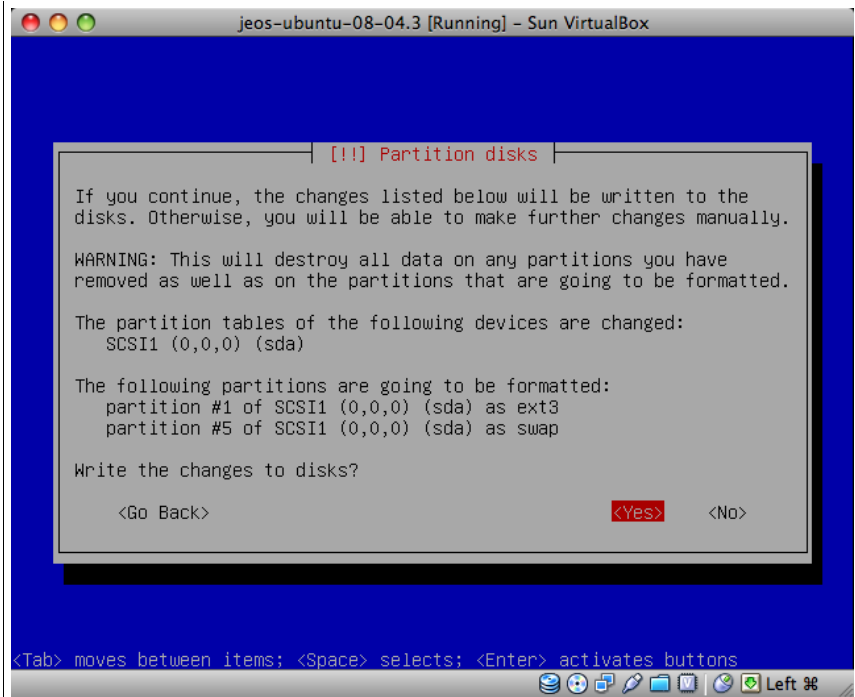 jeos-ubuntu-08-04.3 [Running] - Sun VirtualBox
[!!] Partition disks
If you continue, the changes listed below will be written to the
disks. Otherwise, you will be able to make further changes manually.
WARNING: This will destroy all data on any partitions you have
removed as well as on the partitions that are going to be formatted.
The partition tables of the following devices are changed:
SCSI1 (0,0,0) (sda)
The following partitions are going to be formatted:
partition #1 of SCSI1 (0,0,0) (sda) as ext3
partition #5 of SCSI1 (0,0,0) (sda) as swap
Write the changes to disks?
<Go Back> <Yes> <No>
<Tab> moves between items; <Space> selects; <Enter> activates buttons
Left ⌘